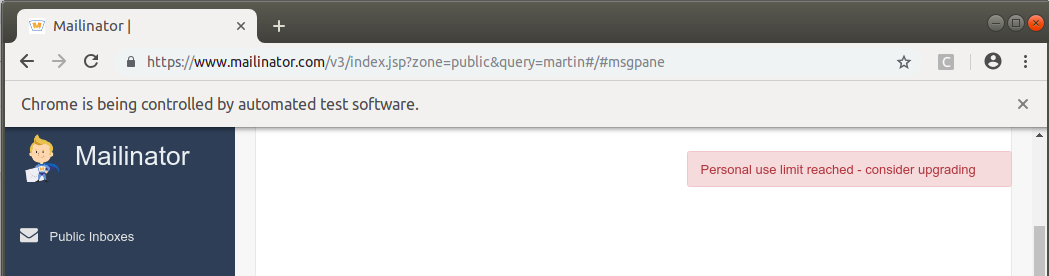 Mailinator |
https://www.mailinator.com/v3/index.jsp?zone=public&query=martin#/#msgpane
C
Chrome is being controlled by automated test software.
Mailinator
Personal use limit reached - consider upgrading
Public Inboxes